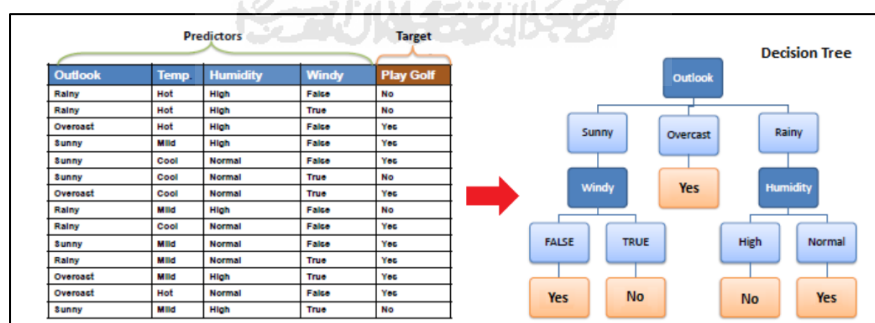 Predictors Target
Outlook Temp Humidity Windy Play Golf
Rainy Hot High False No
Rainy Hot High True No
Overcast Hot High False Yes
Sunny Mild High False Yes
Sunny Cool Normal False Yes
Sunny Cool Normal True No
Overcast Cool Normal True Yes
Rainy Mild High False No
Rainy Cool Normal False Yes
Sunny Mild Normal False Yes
Rainy Mild Normal True Yes
Overcast Mild High True Yes
Overcast Hot Normal False Yes
Sunny Mild High True No
Decision Tree
Outlook
Sunny Overcast Rainy
Windy Yes Humidity
FALSE TRUE High Normal
Yes No No Yes